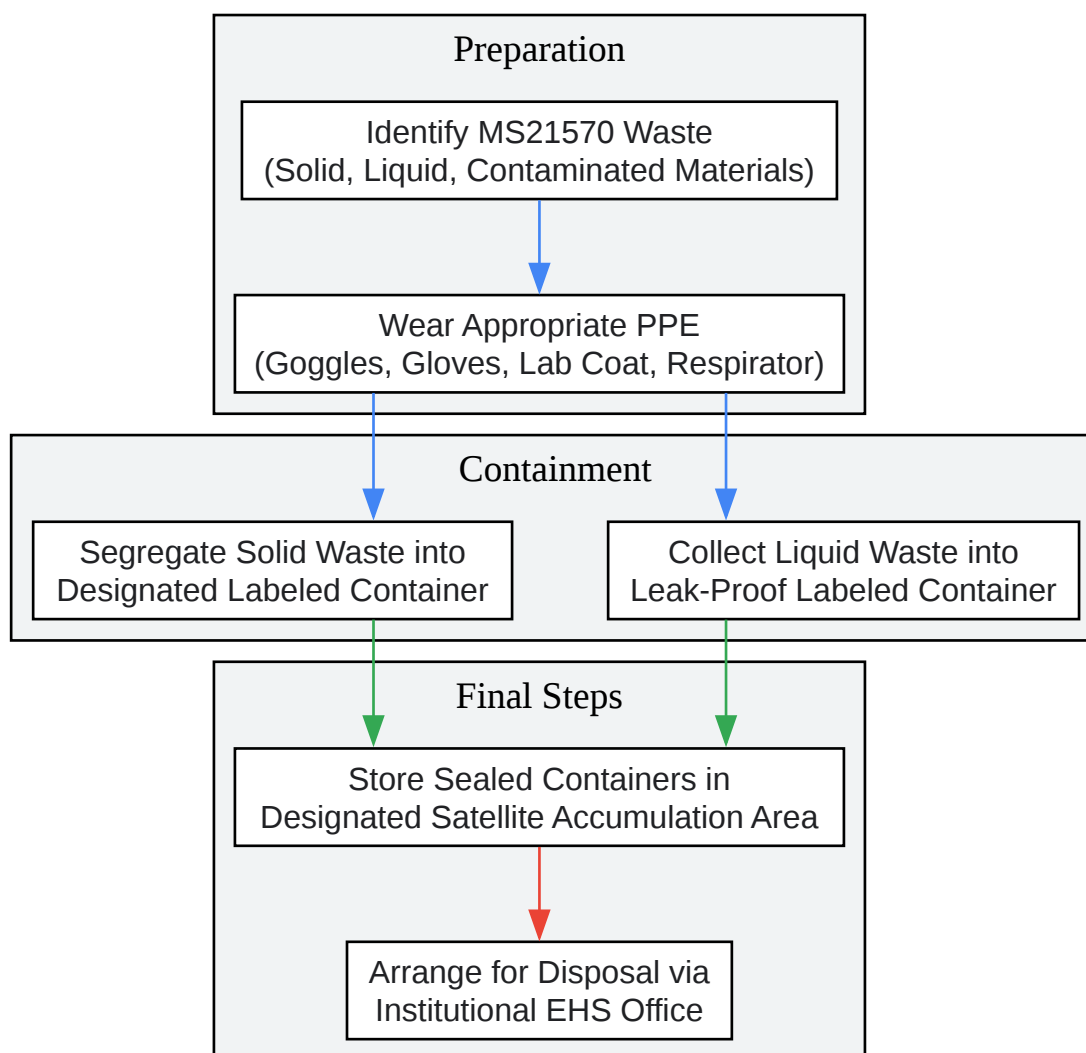 Preparation
Identify MS21570 Waste
(Solid, Liquid, Contaminated Materials)
Wear Appropriate PPE
(Goggles, Gloves, Lab Coat, Respirator)
Containment
Segregate Solid Waste into
Designated Labeled Container
Collect Liquid Waste into
Leak-Proof Labeled Container
Final Steps
Store Sealed Containers in
Designated Satellite Accumulation Area
Arrange for Disposal via
Institutional EHS Office